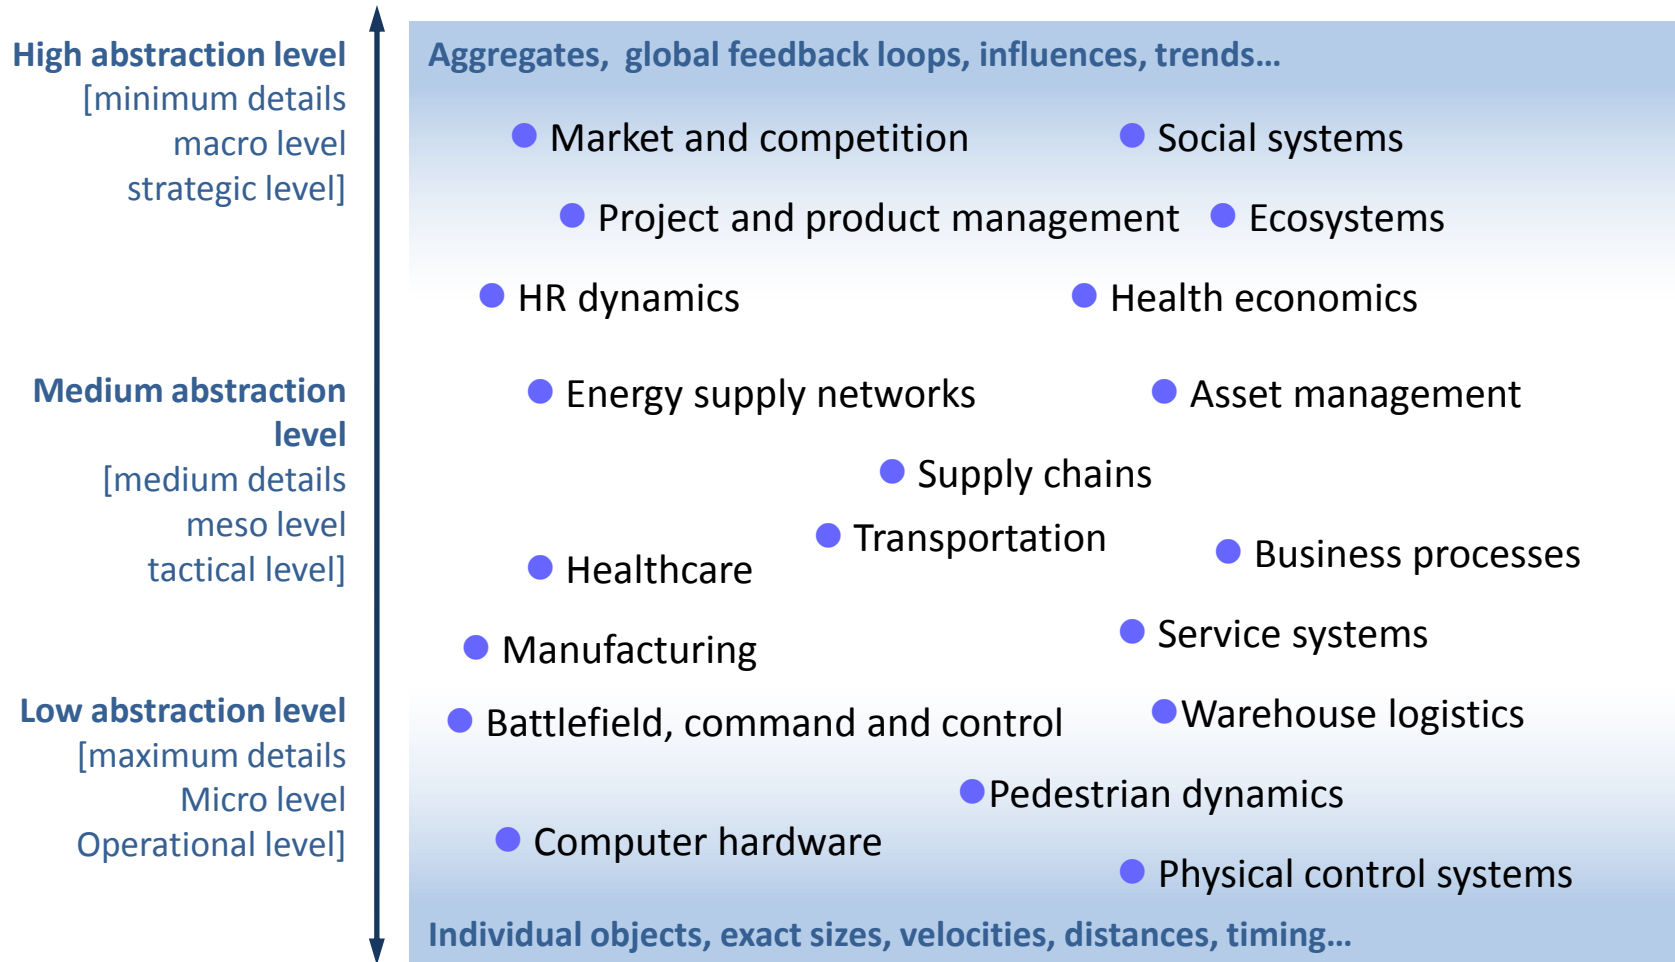 High abstraction level
[minimum details
macro level
strategic level]
Medium abstraction
level
[medium details
meso level
tactical level]
Low abstraction level
[maximum details
Micro level
Operational level]
Aggregates, global feedback loops, influences, trends…
Market and competition
Social systems
Project and product management
Ecosystems
HR dynamics
Health economics
Energy supply networks
Asset management
Supply chains
Transportation
Business processes
Healthcare
Service systems
Manufacturing
Warehouse logistics
Battlefield, command and control
Pedestrian dynamics
Computer hardware
Physical control systems
Individual objects, exact sizes, velocities, distances, timing…